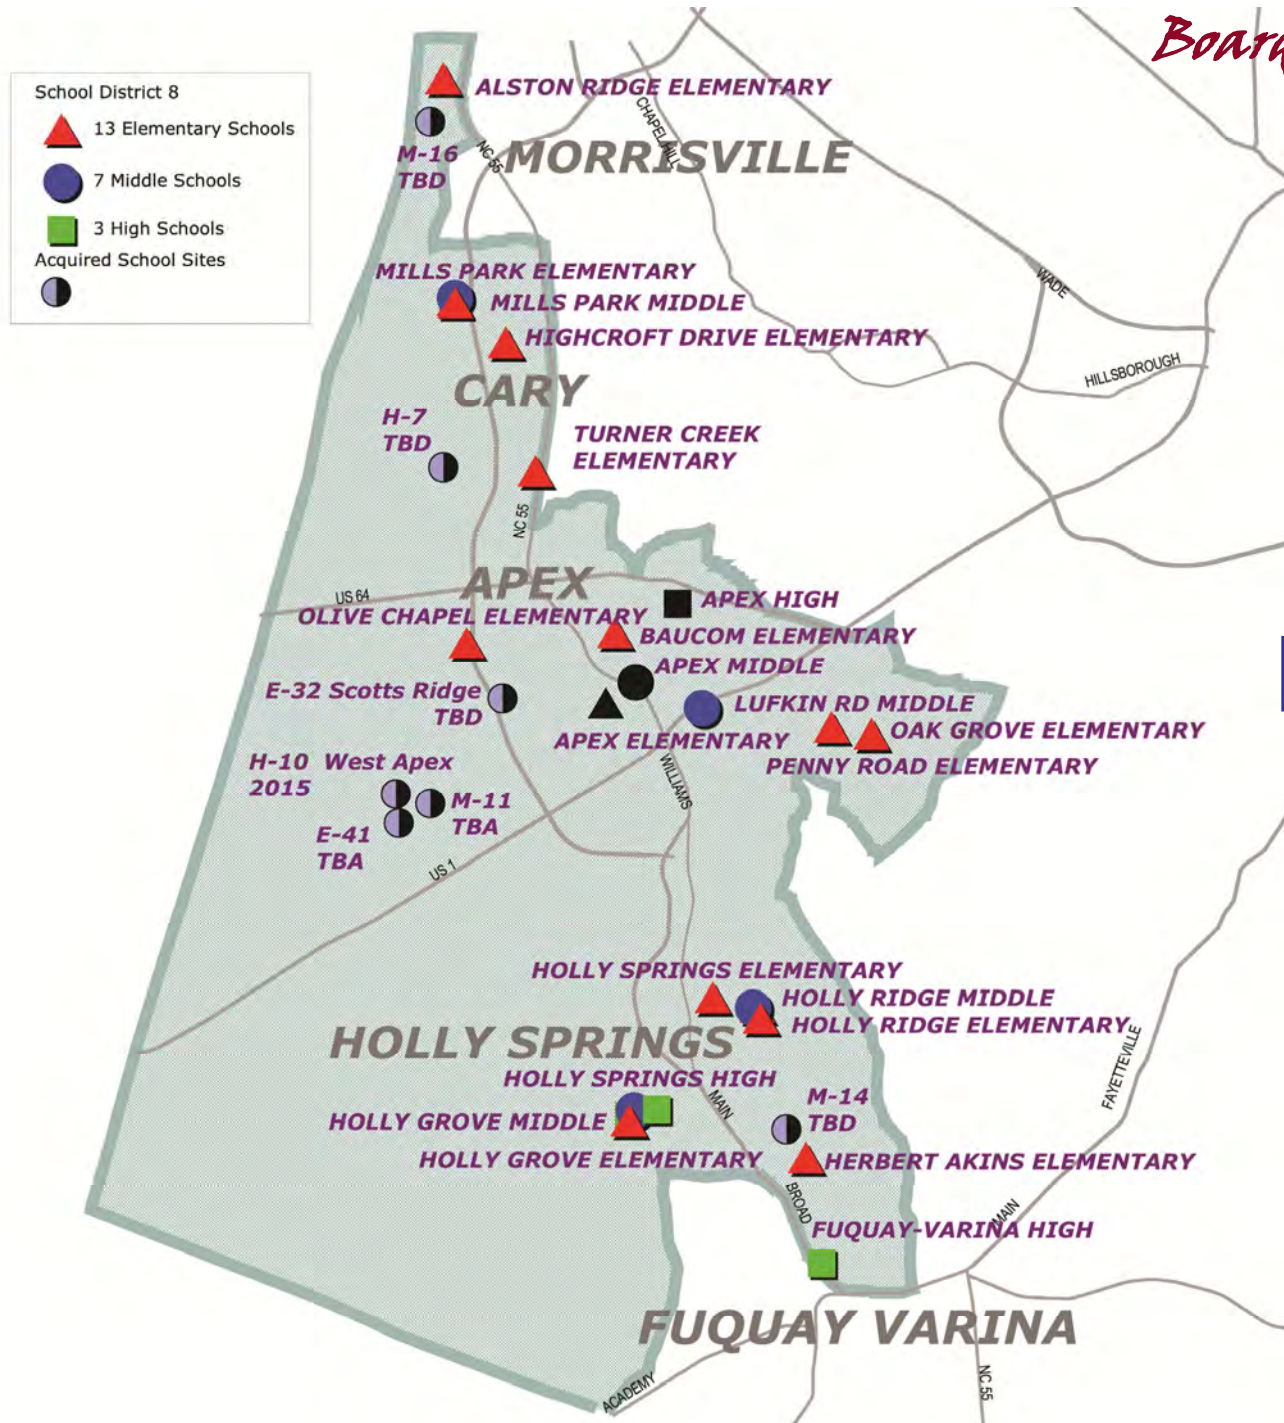 School District 8
13 Elementary Schools
7 Middle Schools
3 High Schools
Acquired School Sites
ALSTON RIDGE ELEMENTARY
CHAPEL HILL
NC 55
M-16
TBD
MORRISVILLE
MILLS PARK ELEMENTARY
MILLS PARK MIDDLE
WADE
HIGHCROFT DRIVE ELEMENTARY
HILLSBOROUGH
CARY
H-7
TBD
TURNER CREEK
ELEMENTARY
NC 55
APEX
US 64
APEX HIGH
OLIVE CHAPEL ELEMENTARY
BAUCOM ELEMENTARY
APEX MIDDLE
E-32 Scotts Ridge
TBD
LUFKIN RD MIDDLE
APEX ELEMENTARY
OAK GROVE ELEMENTARY
PENNY ROAD ELEMENTARY
H-10 West Apex
2015
WILLIAMS
M-11
TBA
E-41
TBA
US 1
HOLLY SPRINGS ELEMENTARY
HOLLY RIDGE MIDDLE
HOLLY RIDGE ELEMENTARY
HOLLY SPRINGS
FAYETTEVILLE
HOLLY SPRINGS HIGH
MAIN
M-14
TBD
HOLLY GROVE MIDDLE
HOLLY GROVE ELEMENTARY
HERBERT AKINS ELEMENTARY
BROAD
MAIN
FUQUAY-VARINA HIGH
FUQUAY VARINA
ACADEMY
NC 55